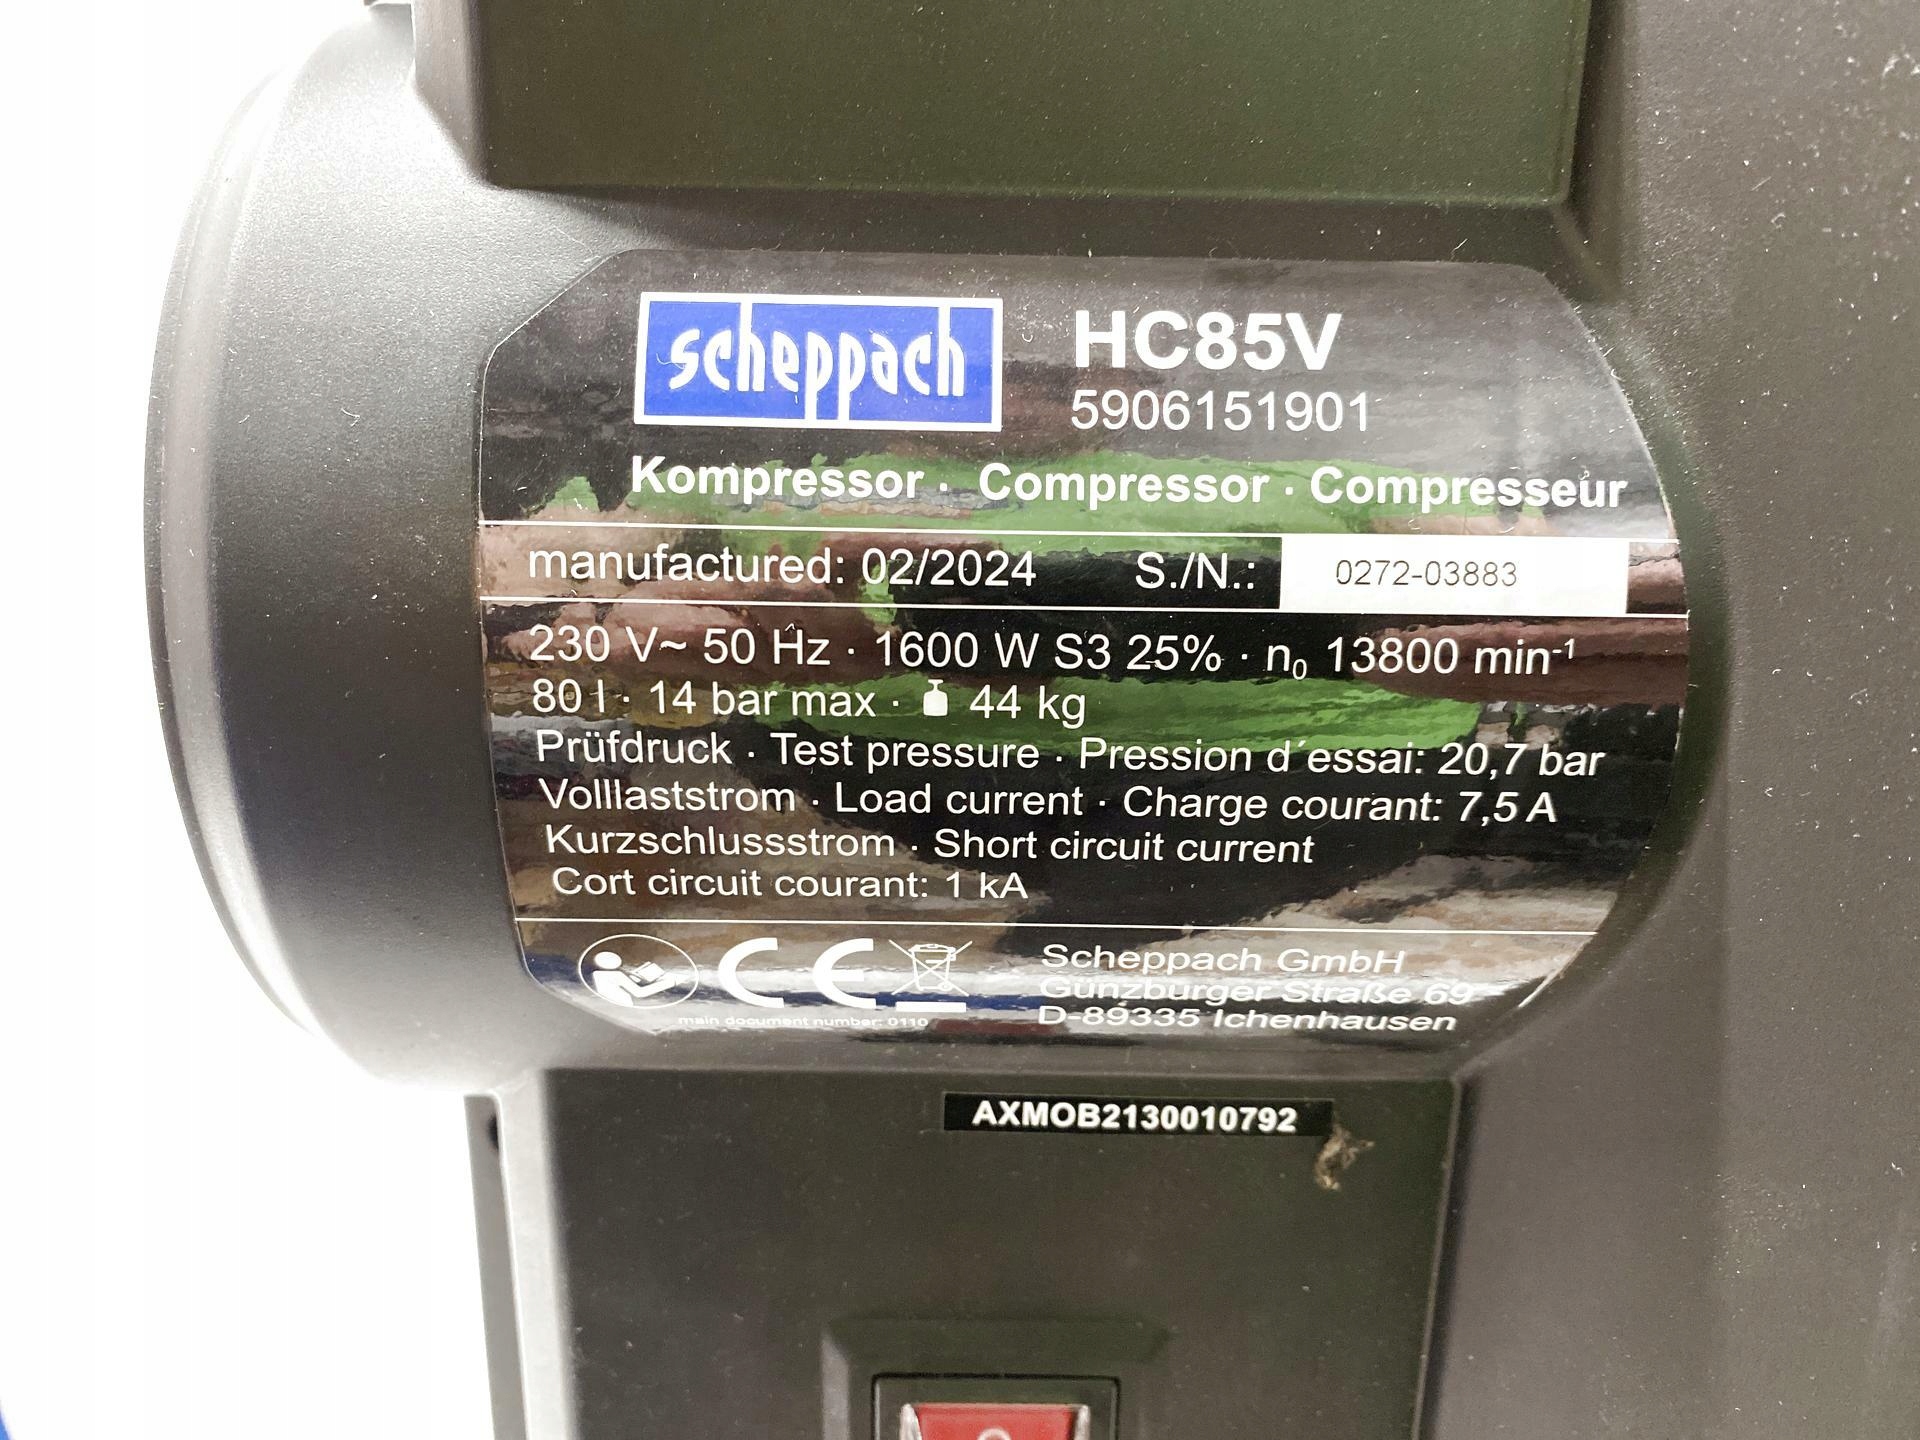 scheppach
HC85V
5906151901
Kompressor · Compressor · Compresseur
manufactured: 02/2024 S./N.: 0272-03883
230 V~ 50 Hz · 1600 W S3 25% · n₀ 13800 min⁻¹
80 l · 14 bar max · 44 kg
Prüfdruck · Test pressure · Pression d´essai: 20,7 bar
Volllaststrom · Load current · Charge courant: 7,5 A
Kurzschlussstrom · Short circuit current
Cort circuit courant: 1 kA
CE
main document number: 0110
Scheppach GmbH
Günzburger Straße 69
D-89335 Ichenhausen
AXMOB2130010792